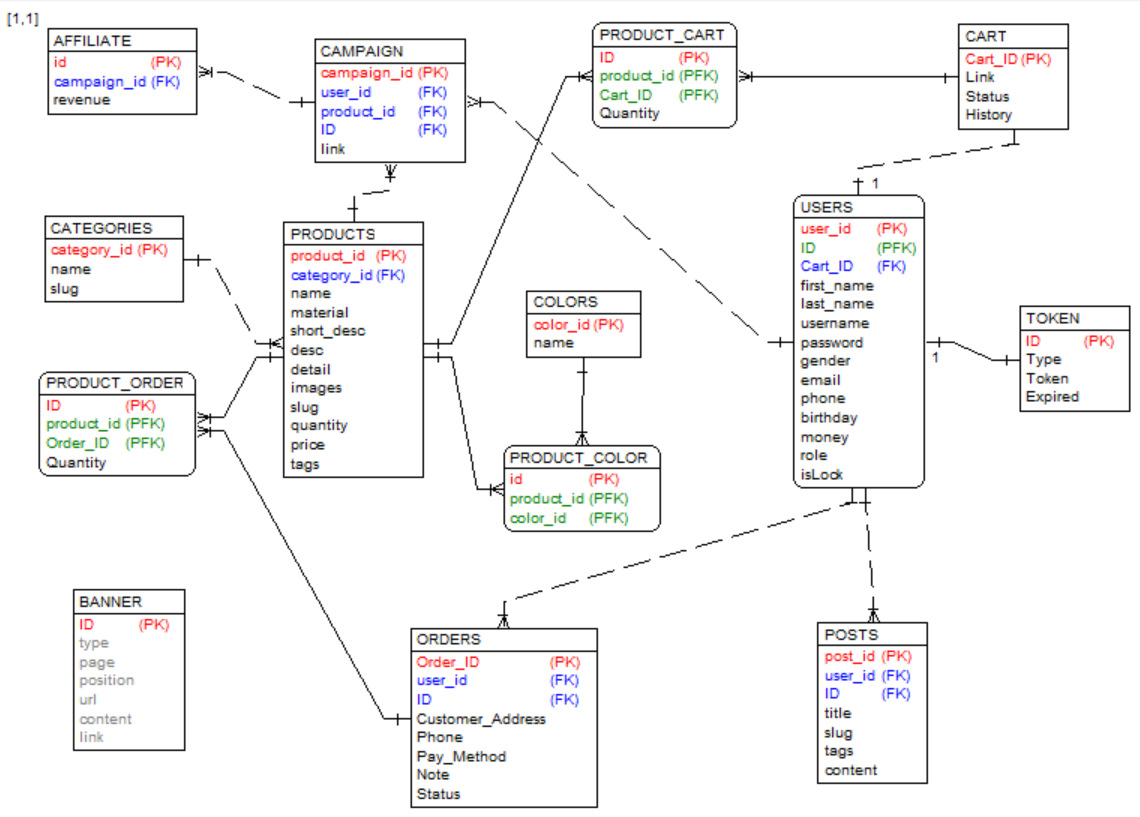 [1,1]
AFFILIATE
id (PK)
campaign_id (FK)
revenue
CAMPAIGN
campaign_id (PK)
user_id (FK)
product_id (FK)
ID (FK)
link
PRODUCT_CART
ID (PK)
product_id (PFK)
Cart_ID (PFK)
Quantity
CART
Cart_ID (PK)
Link
Status
History
CATEGORIES
category_id (PK)
name
slug
PRODUCTS
product_id (PK)
category_id (FK)
name
material
short_desc
desc
detail
images
slug
quantity
price
tags
COLORS
color_id (PK)
name
1
USERS
user_id (PK)
ID (PFK)
Cart_ID (FK)
first_name
last_name
username
password
gender
email
phone
birthday
money
role
isLock
1
TOKEN
ID (PK)
Type
Token
Expired
PRODUCT_ORDER
ID (PK)
product_id (PFK)
Order_ID (PFK)
Quantity
PRODUCT_COLOR
id (PK)
product_id (PFK)
color_id (PFK)
BANNER
ID (PK)
type
page
position
url
content
link
ORDERS
Order_ID (PK)
user_id (FK)
ID (FK)
Customer_Address
Phone
Pay_Method
Note
Status
POSTS
post_id (PK)
user_id (FK)
ID (FK)
title
slug
tags
content